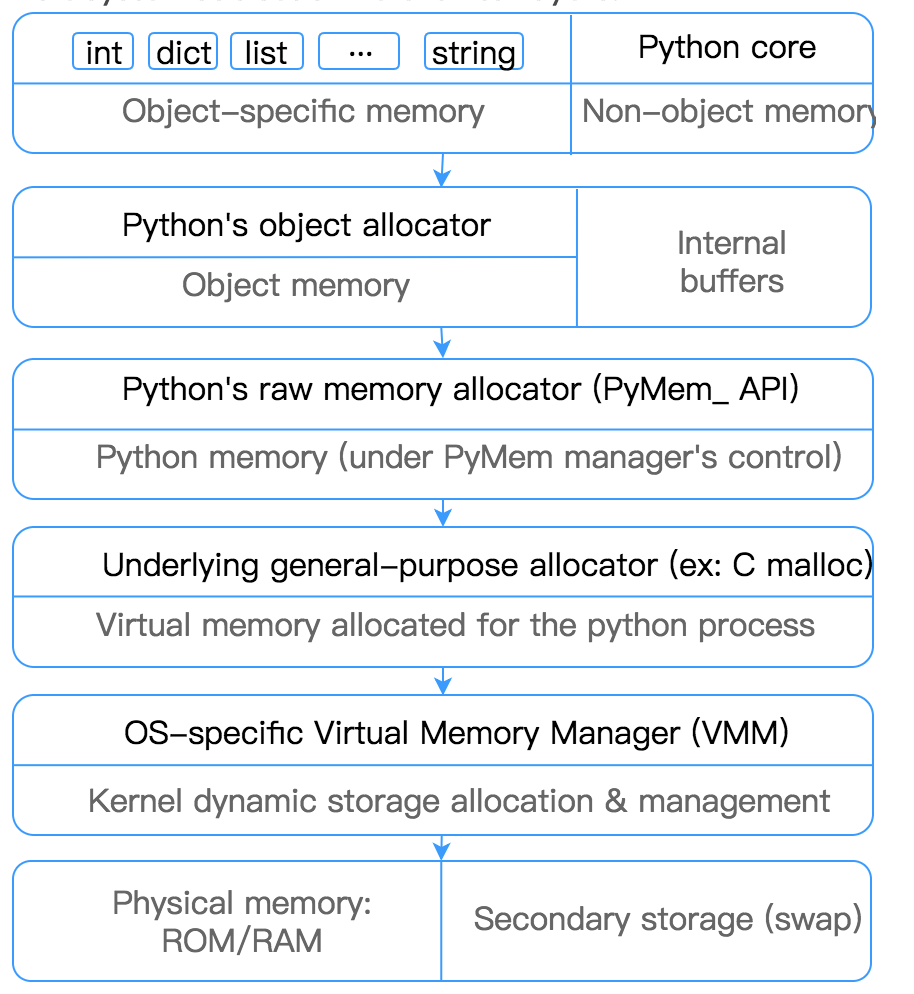 int dict list ... string
Python core
Object-specific memory
Non-object memory
Python's object allocator
Object memory
Internal
buffers
Python's raw memory allocator (PyMem_ API)
Python memory (under PyMem manager's control)
Underlying general-purpose allocator (ex: C malloc)
Virtual memory allocated for the python process
OS-specific Virtual Memory Manager (VMM)
Kernel dynamic storage allocation & management
Physical memory:
ROM/RAM
Secondary storage (swap)